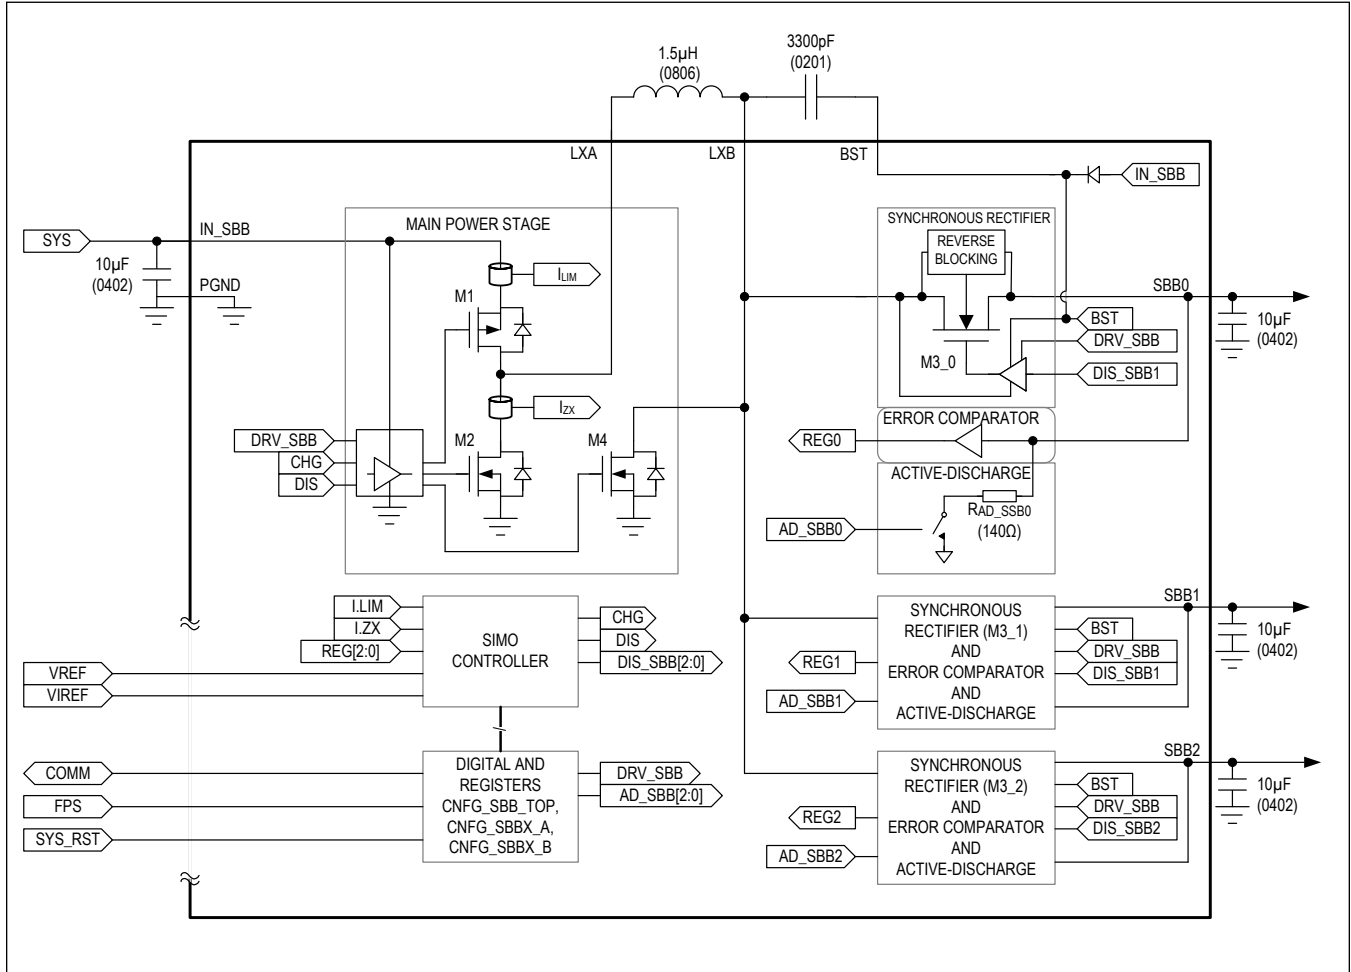 1.5µH
(0806)
3300pF
(0201)
LXA
LXB
BST
IN_SBB
SYS
IN_SBB
10µF
(0402)
PGND
MAIN POWER STAGE
ILIM
M1
IZX
DRV_SBB
CHG
DIS
M2
M4
SYNCHRONOUS RECTIFIER
REVERSE
BLOCKING
SBB0
BST
DRV_SBB
M3_0
DIS_SBB1
10µF
(0402)
ERROR COMPARATOR
REG0
ACTIVE-DISCHARGE
RAD_SSB0
(140Ω)
AD_SBB0
I.LIM
I.ZX
REG[2:0]
VREF
VIREF
SIMO
CONTROLLER
CHG
DIS
DIS_SBB[2:0]
SYNCHRONOUS
RECTIFIER (M3_1)
AND
ERROR COMPARATOR
AND
ACTIVE-DISCHARGE
REG1
AD_SBB1
SBB1
BST
DRV_SBB
DIS_SBB1
10µF
(0402)
COMM
FPS
SYS_RST
DIGITAL AND
REGISTERS
CNFG_SBB_TOP,
CNFG_SBBX_A,
CNFG_SBBX_B
DRV_SBB
AD_SBB[2:0]
SYNCHRONOUS
RECTIFIER (M3_2)
AND
ERROR COMPARATOR
AND
ACTIVE-DISCHARGE
REG2
AD_SBB2
SBB2
BST
DRV_SBB
DIS_SBB2
10µF
(0402)